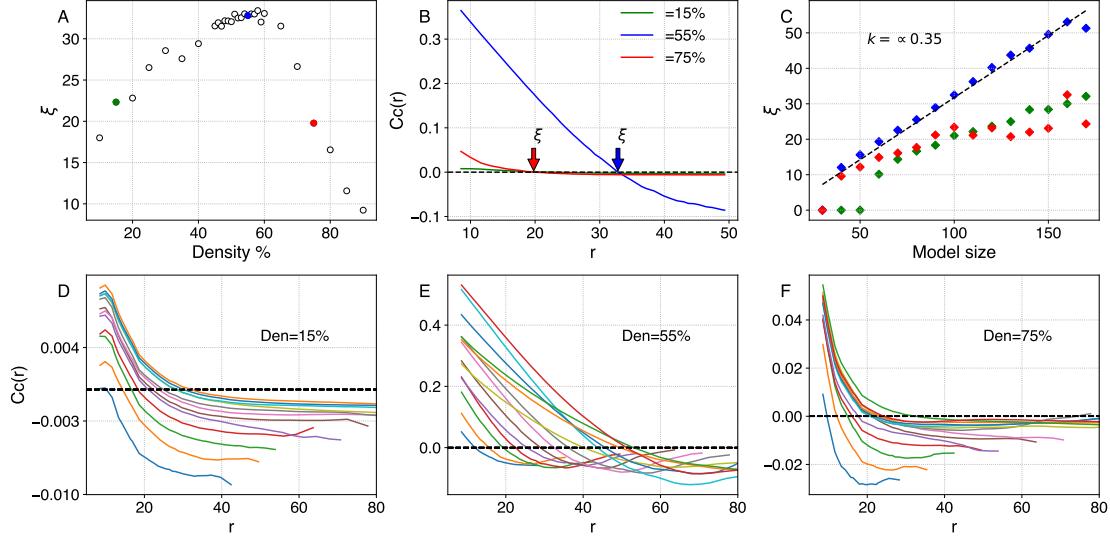 A
30
25
20
15
10
ξ
20
40
60
80
Density %
B
=15%
=55%
=75%
0.3
0.2
0.1
0.0
−0.1
Cc(r)
ξ
ξ
10
20
30
40
50
r
C
k = ∝ 0.35
50
40
30
20
10
0
ξ
50
100
150
Model size
D
Den=15%
0.004
−0.003
−0.010
Cc(r)
20
40
60
80
r
E
Den=55%
0.4
0.2
0.0
20
40
60
80
r
F
Den=75%
0.04
0.02
0.00
−0.02
20
40
60
80
r